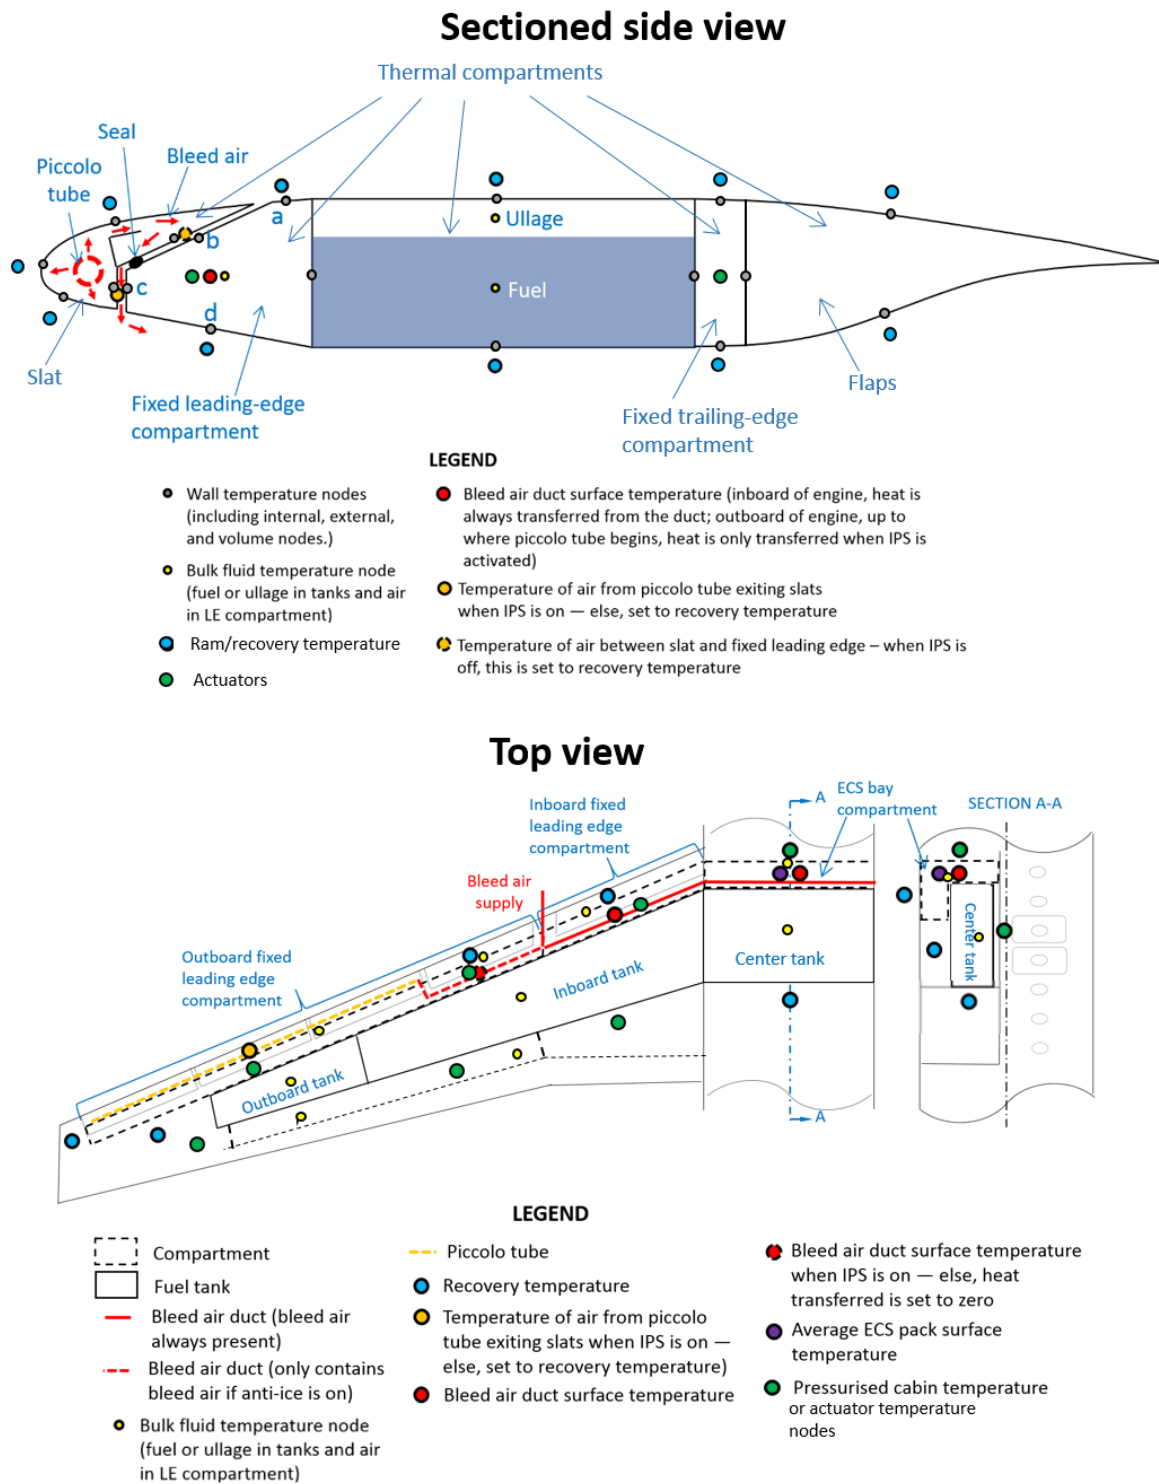 Sectioned side view
Thermal compartments
Seal
Bleed air
Piccolo
tube
a
Ullage
b
c
Fuel
d
Slat
Flaps
Fixed leading-edge
compartment
Fixed trailing-edge
compartment
LEGEND
Wall temperature nodes
(including internal, external,
and volume nodes.)
Bulk fluid temperature node
(fuel or ullage in tanks and air
in LE compartment)
Ram/recovery temperature
Actuators
Bleed air duct surface temperature (inboard of engine, heat is
always transferred from the duct; outboard of engine, up to
where piccolo tube begins, heat is only transferred when IPS is
activated)
Temperature of air from piccolo tube exiting slats
when IPS is on — else, set to recovery temperature
Temperature of air between slat and fixed leading edge – when IPS is
off, this is set to recovery temperature
Top view
Inboard fixed
leading edge
compartment
A
ECS bay
compartment
SECTION A-A
Bleed air
supply
Outboard fixed
leading edge
compartment
Inboard tank
Center tank
Center tank
Outboard tank
A
LEGEND
Compartment
Fuel tank
Bleed air duct (bleed air
always present)
Bleed air duct (only contains
bleed air if anti-ice is on)
Bulk fluid temperature node
(fuel or ullage in tanks and air
in LE compartment)
Piccolo tube
Recovery temperature
Temperature of air from piccolo
tube exiting slats when IPS is on —
else, set to recovery temperature)
Bleed air duct surface temperature
Bleed air duct surface temperature
when IPS is on — else, heat
transferred is set to zero
Average ECS pack surface
temperature
Pressurised cabin temperature
or actuator temperature
nodes